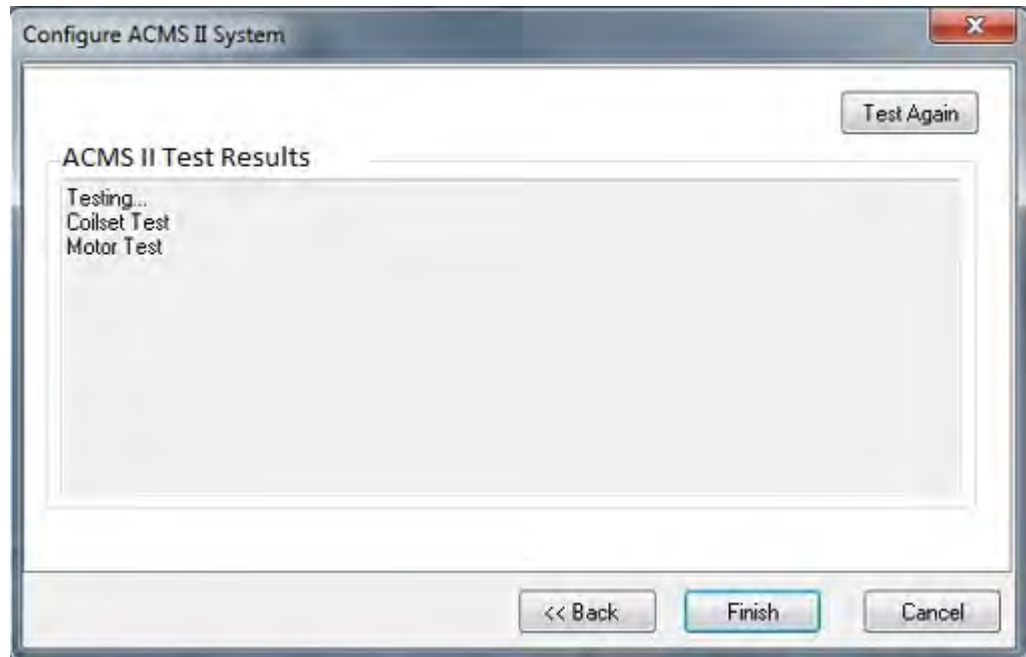 Configure ACMS II System
Test Again
ACMS II Test Results
Testing...
Coilset Test
Motor Test
<< Back
Finish
Cancel